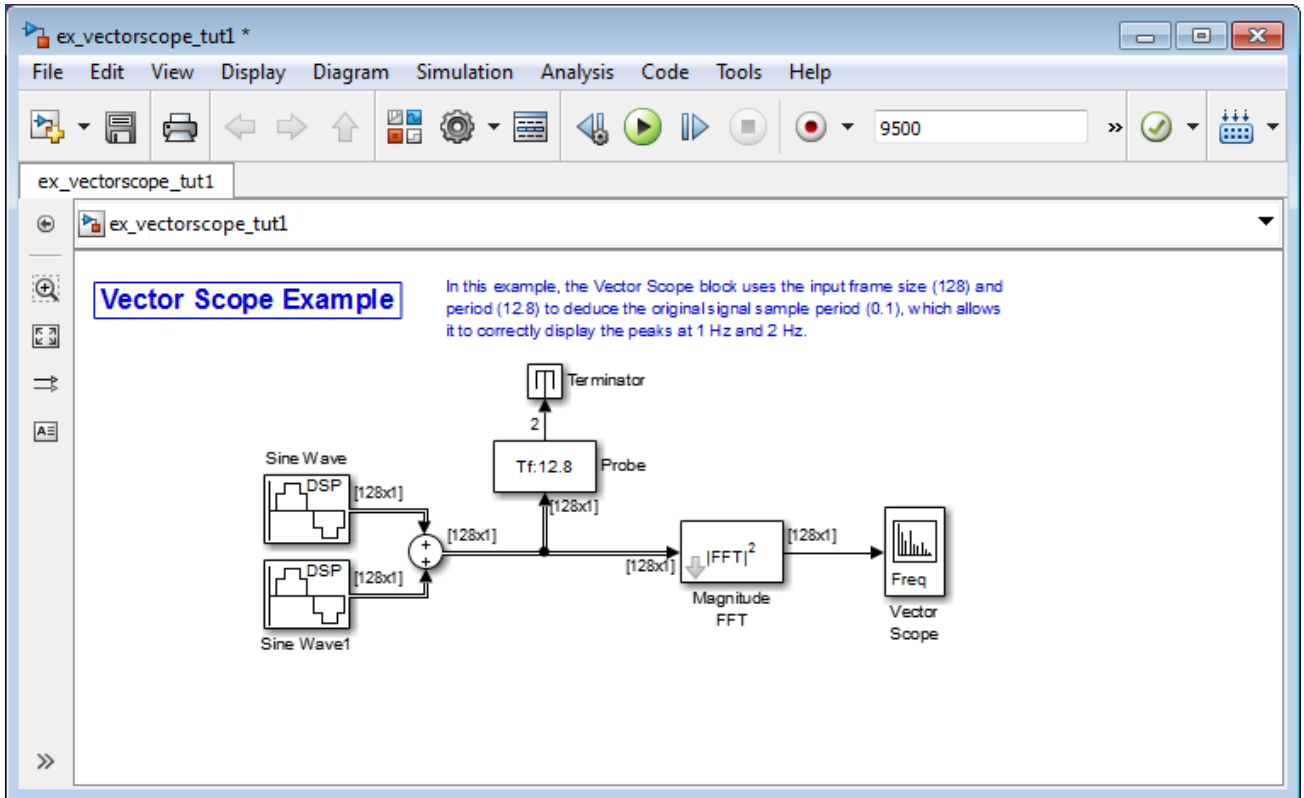 ex_vectorscope_tut1 *
File Edit View Display Diagram Simulation Analysis Code Tools Help
9500
ex_vectorscope_tut1
ex_vectorscope_tut1
Vector Scope Example
In this example, the Vector Scope block uses the input frame size (128) and
period (12.8) to deduce the original signal sample period (0.1), which allows
it to correctly display the peaks at 1 Hz and 2 Hz.
Terminator
2
Tf:12.8
Probe
[128x1]
Sine Wave
DSP
[128x1]
+
+
[128x1]
DSP
[128x1]
Sine Wave1
[128x1]
|FFT|²
Magnitude
FFT
[128x1]
Freq
Vector
Scope